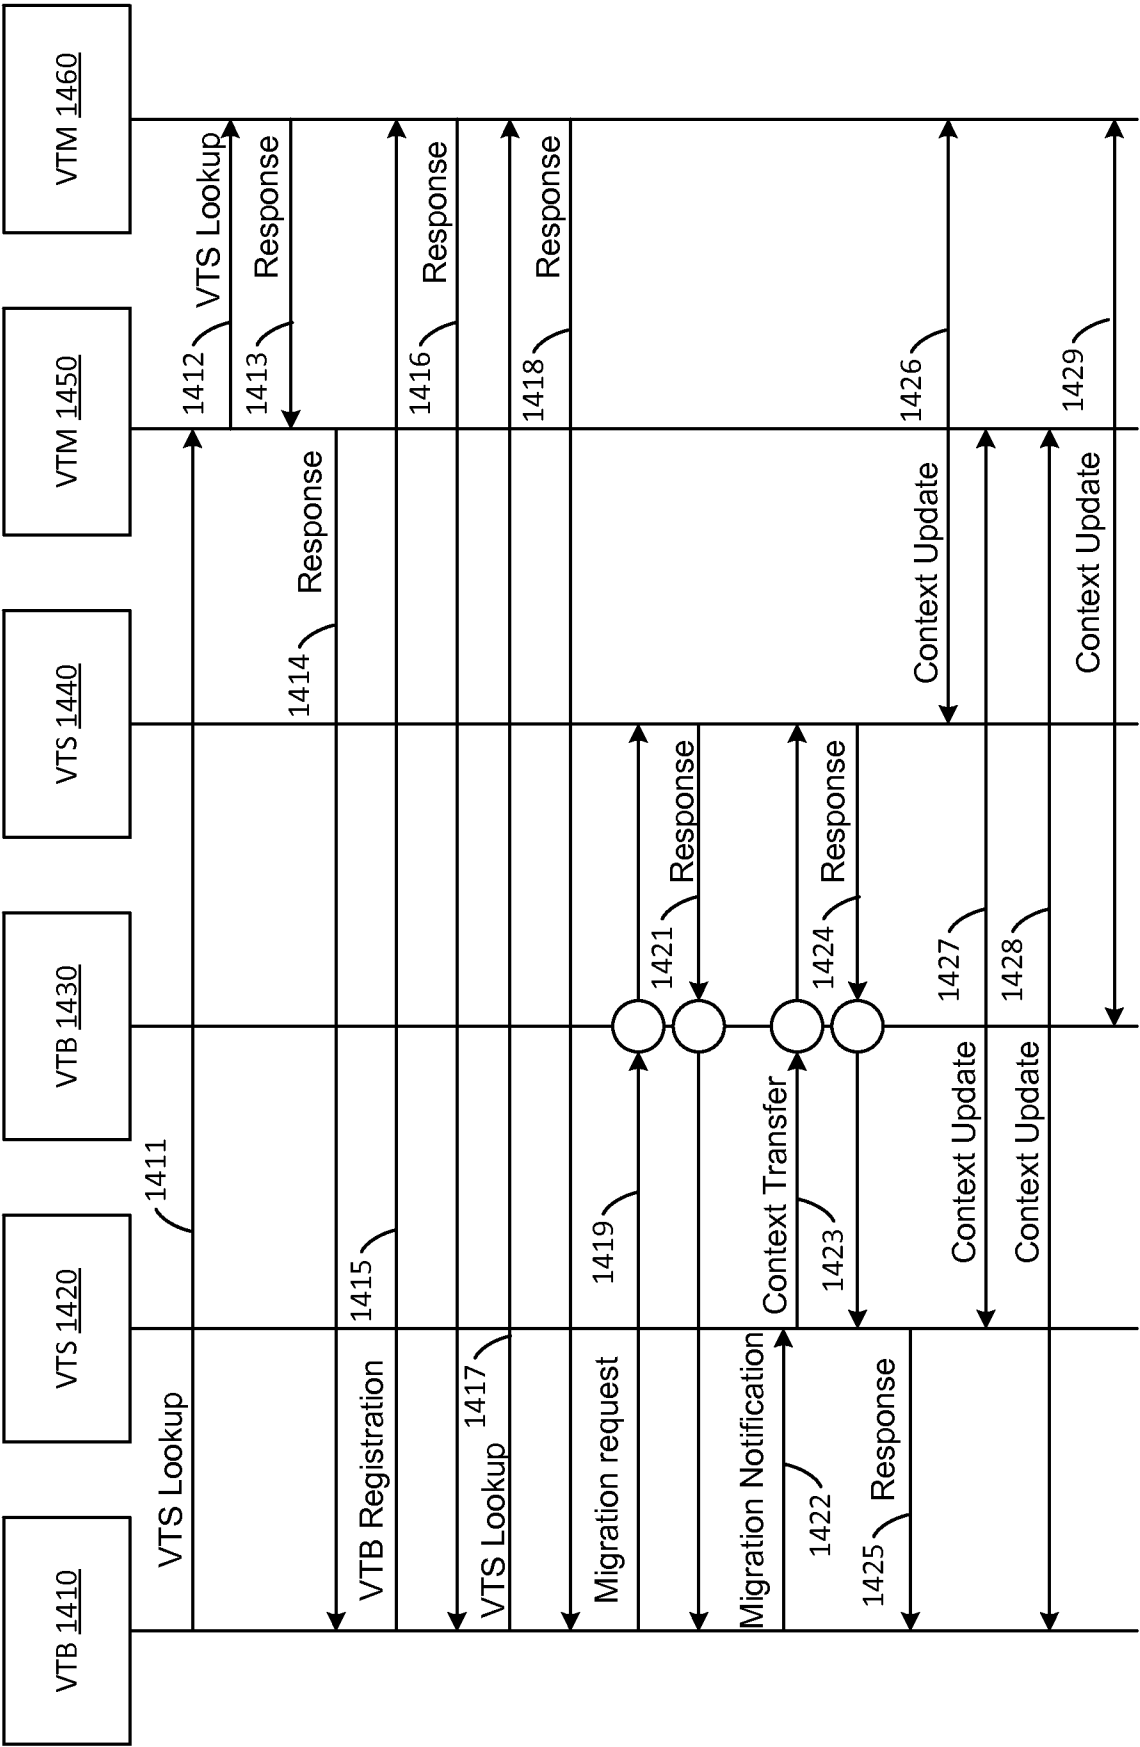 VTB 1410
VTS 1420
VTB 1430
VTS 1440
VTM 1450
VTM 1460
VTS Lookup
1411
1412
VTS Lookup
1413
Response
1414
Response
VTB Registration
1415
1416
Response
VTS Lookup
1417
1418
Response
Migration request
1419
1421
Response
Migration Notification
1422
Context Transfer
1423
1424
Response
1425
Response
Context Update
1426
Context Update
1427
Context Update
1428
Context Update
1429